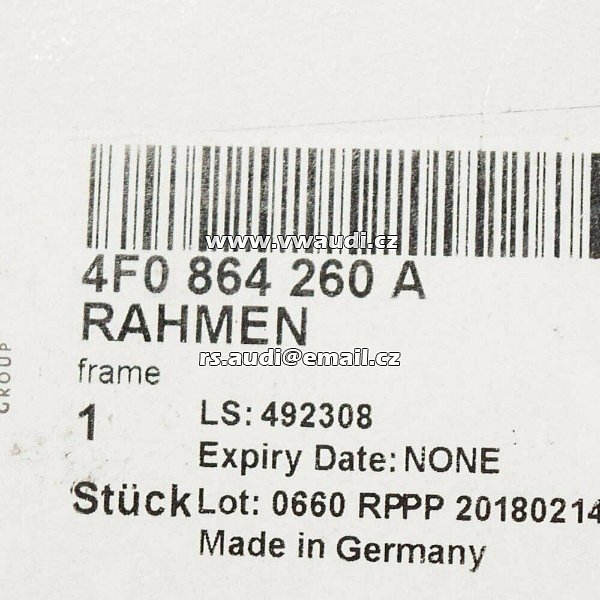 www.vwaudi.cz
4F0 864 260 A
RAHMEN
rs.audi@email.cz
frame
GROUP
1
LS: 492308
Expiry Date: NONE
Stück Lot: 0660 RPPP 20180214
Made in Germany